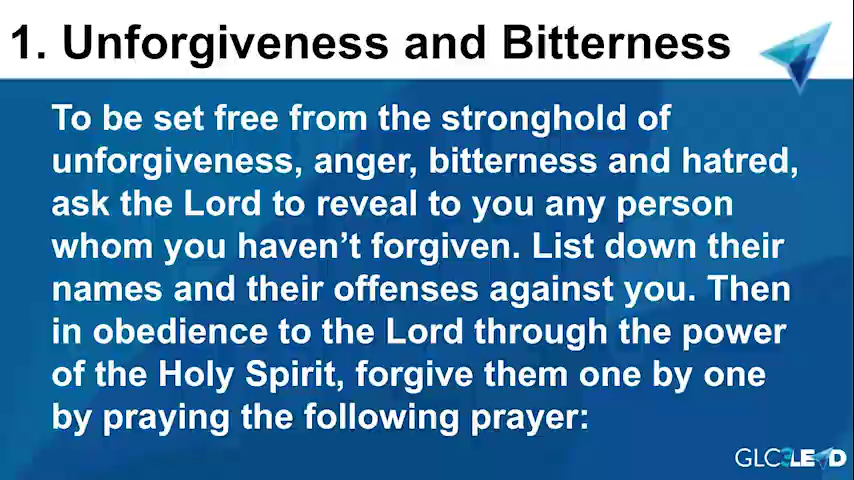 1. Unforgiveness and Bitterness
To be set free from the stronghold of
unforgiveness, anger, bitterness and hatred,
ask the Lord to reveal to you any person
whom you haven’t forgiven. List down their
names and their offenses against you. Then
in obedience to the Lord through the power
of the Holy Spirit, forgive them one by one
by praying the following prayer:
GLC3LEAD